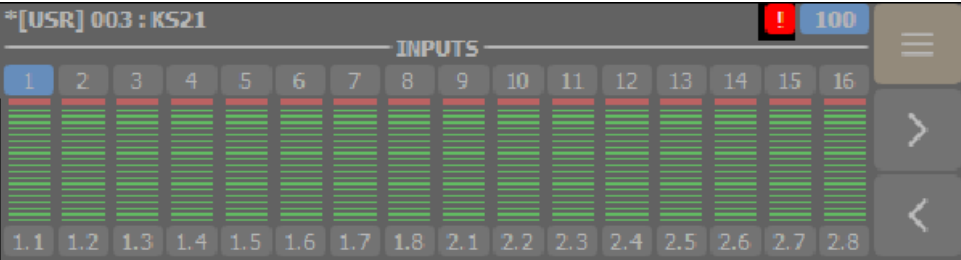 *[USR] 003 : KS21 ! 100
INPUTS
1 2 3 4 5 6 7 8 9 10 11 12 13 14 15 16
1.1 1.2 1.3 1.4 1.5 1.6 1.7 1.8 2.1 2.2 2.3 2.4 2.5 2.6 2.7 2.8